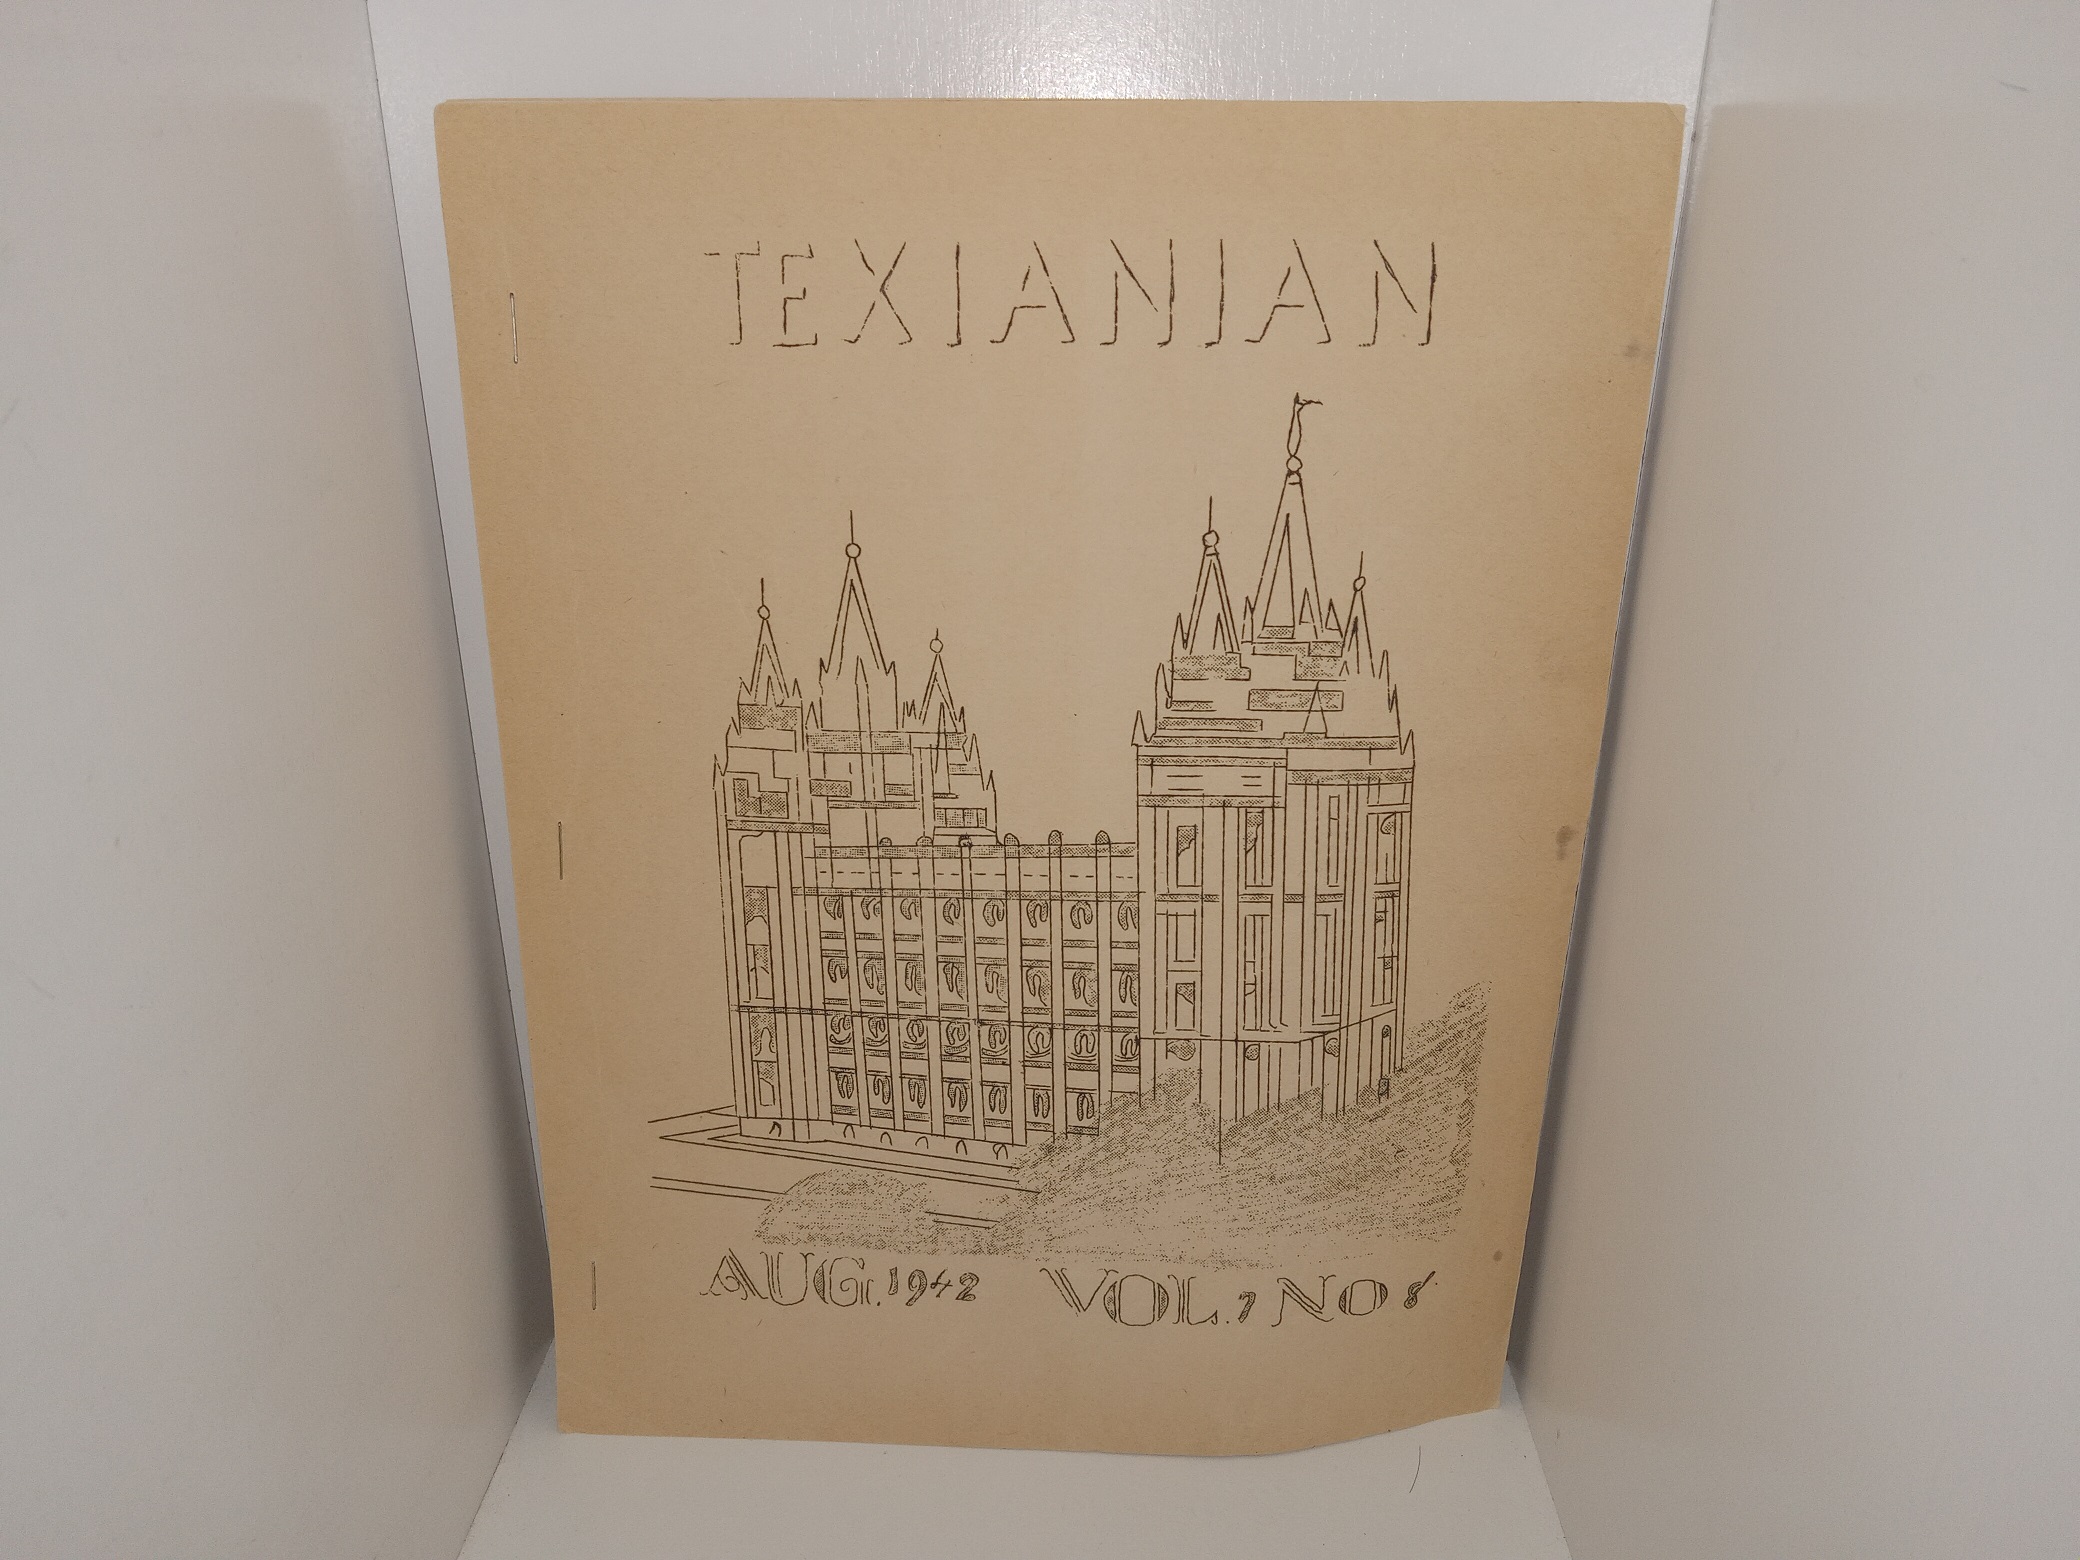 TEXIANIAN
AUG. 1942 VOL. 7 NO 8